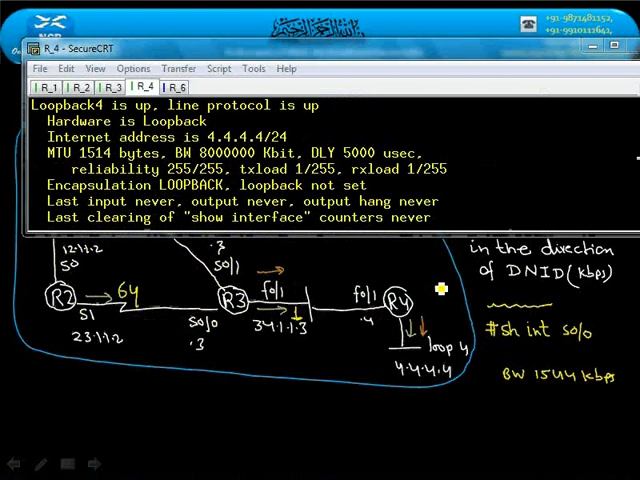 بِسْمِ اللهِ الرَّحْمٰنِ الرَّحِيْمِ
+91-9871481152,
+91-9910112642,
R_4 - SecureCRT
File Edit View Options Transfer Script Tools Help
R_1 R_2 R_3 R_4 R_6
Loopback4 is up, line protocol is up
Hardware is Loopback
Internet address is 4.4.4.4/24
MTU 1514 bytes, BW 8000000 Kbit, DLY 5000 usec,
reliability 255/255, txload 1/255, rxload 1/255
Encapsulation LOOPBACK, loopback not set
Last input never, output never, output hang never
Last clearing of "show interface" counters never
in the direction
of DNID (kbps)
#sh int s0/0
BW 1544 kbps
12.1.1.2
S0
.3
S0/1
R2
64
S1
23.1.1.2
R3
S0/0
.3
f0/1
34.1.1.3
f0/1
.4
R4
loop 4
4.4.4.4